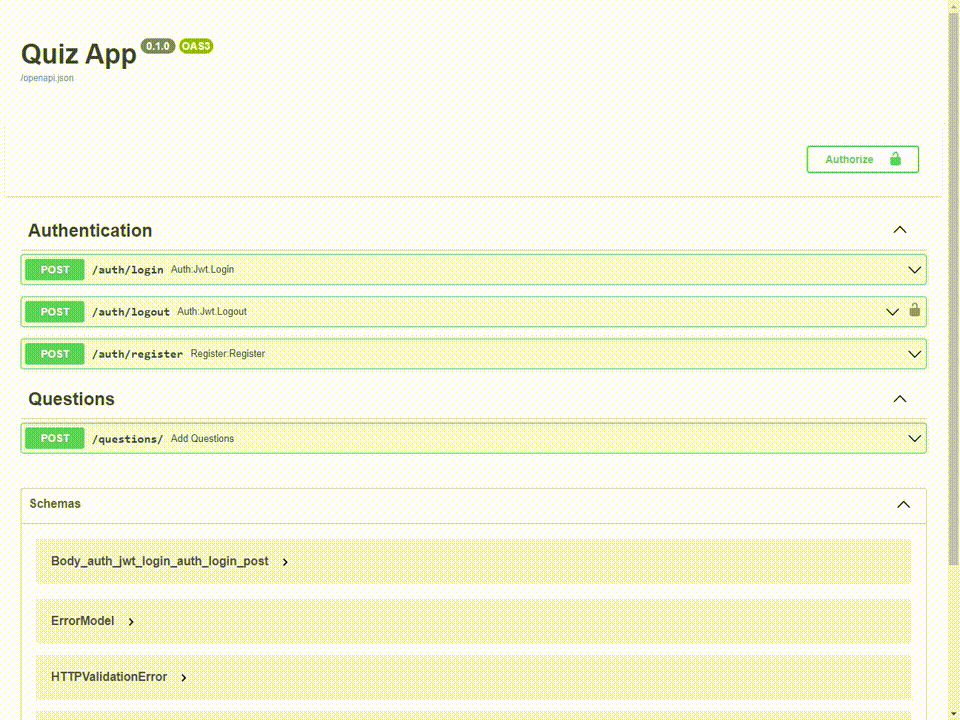 Quiz App 0.1.0 OAS3
/openapi.json
Authorize
Authentication
POST /auth/login Auth:Jwt.Login
POST /auth/logout Auth:Jwt.Logout
POST /auth/register Register:Register
Questions
POST /questions/ Add Questions
Schemas
Body_auth_jwt_login_auth_login_post
ErrorModel
HTTPValidationError